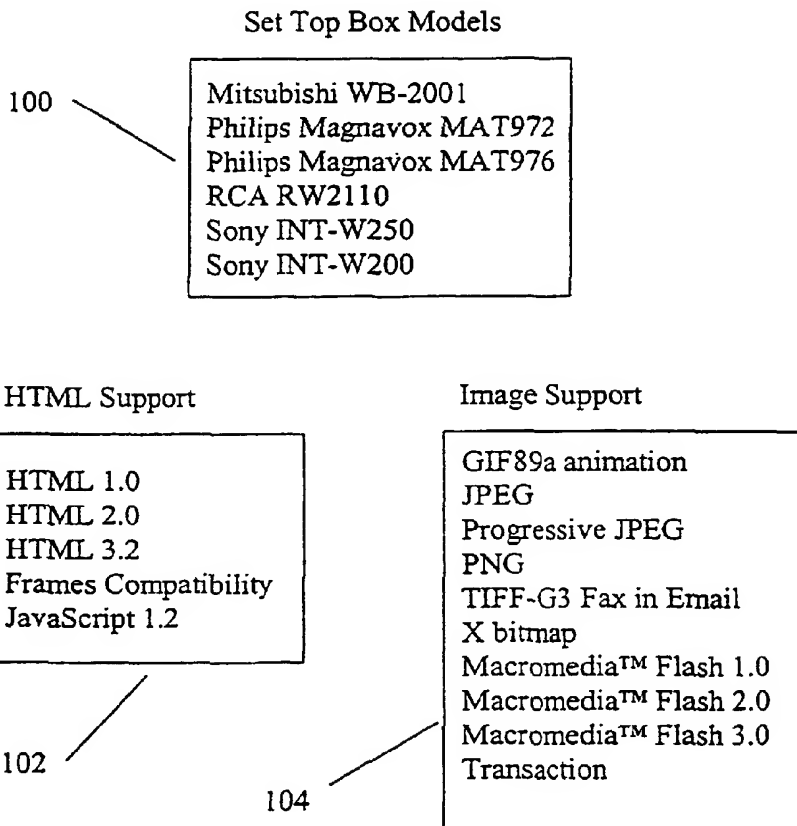 Set Top Box Models
100
Mitsubishi WB-2001
Philips Magnavox MAT972
Philips Magnavox MAT976
RCA RW2110
Sony INT-W250
Sony INT-W200
HTML Support
HTML 1.0
HTML 2.0
HTML 3.2
Frames Compatibility
JavaScript 1.2
102
Image Support
GIF89a animation
JPEG
Progressive JPEG
PNG
TIFF-G3 Fax in Email
X bitmap
Macromedia™ Flash 1.0
Macromedia™ Flash 2.0
Macromedia™ Flash 3.0
Transaction
104